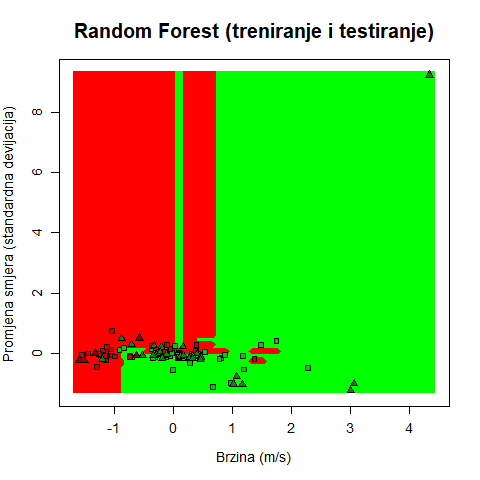 Random Forest (treniranje i testiranje)
Promjena smjera (standardna devijacija)
8
6
4
2
0
-1 0 1 2 3 4
Brzina (m/s)